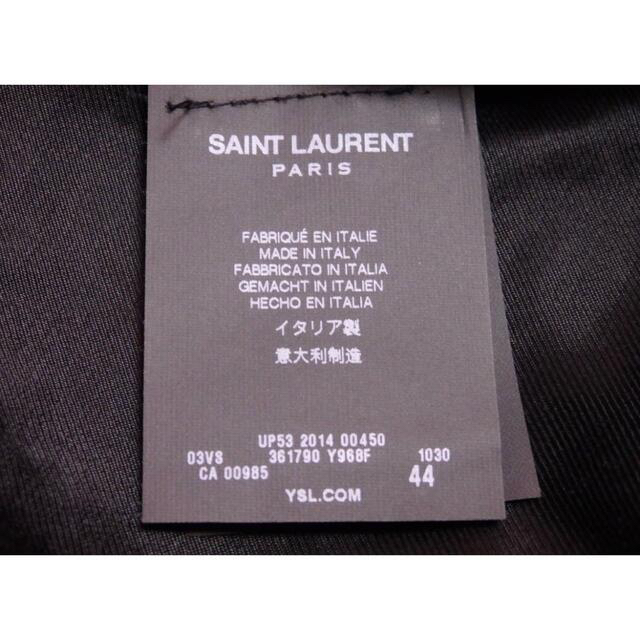 SAINT LAURENT
PARIS
FABRIQUÉ EN ITALIE
MADE IN ITALY
FABBRICATO IN ITALIA
GEMACHT IN ITALIEN
HECHO EN ITALIA
イタリア製
意大利制造
UP53 2014 00450
03VS 361790 Y968F 1030
CA 00985 44
YSL.COM